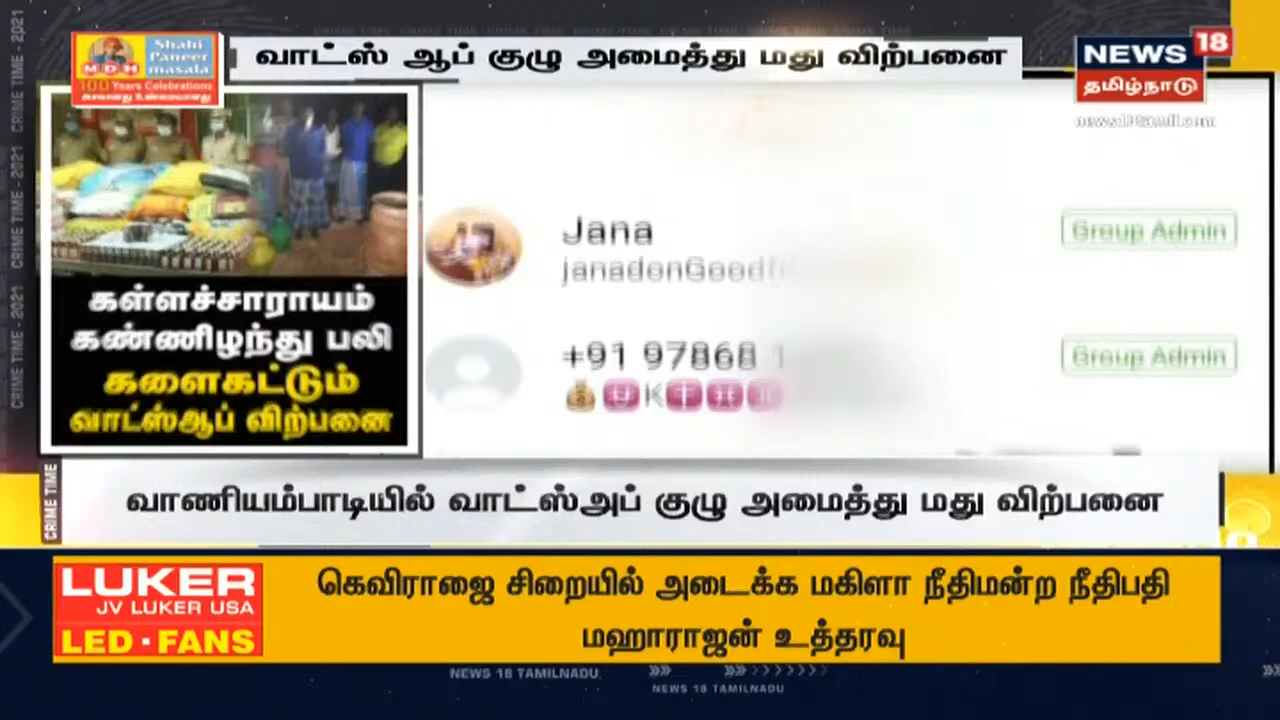 CRIME TIME - 2021
Shahi
Paneer
MDH
masala
100 Years Celebrations
வாட்ஸ் ஆப் குழு அமைத்து மது விற்பனை
NEWS 18
தமிழ்நாடு
news18tamil.com
Jana
Group Admin
+91 97868 1
Group Admin
கள்ளச்சாராயம்
கண்ணிழந்து பலி
களைகட்டும்
வாட்ஸ்ஆப் விற்பனை
CRIME TIME
வாணியம்பாடியில் வாட்ஸ்அப் குழு அமைத்து மது விற்பனை
LUKER
JV LUKER USA
LED · FANS
கெவிராஜை சிறையில் அடைக்க மகிளா நீதிமன்ற நீதிபதி
மஹாராஜன் உத்தரவு
NEWS 18 TAMILNADU
NEWS 18 TAMILNADU